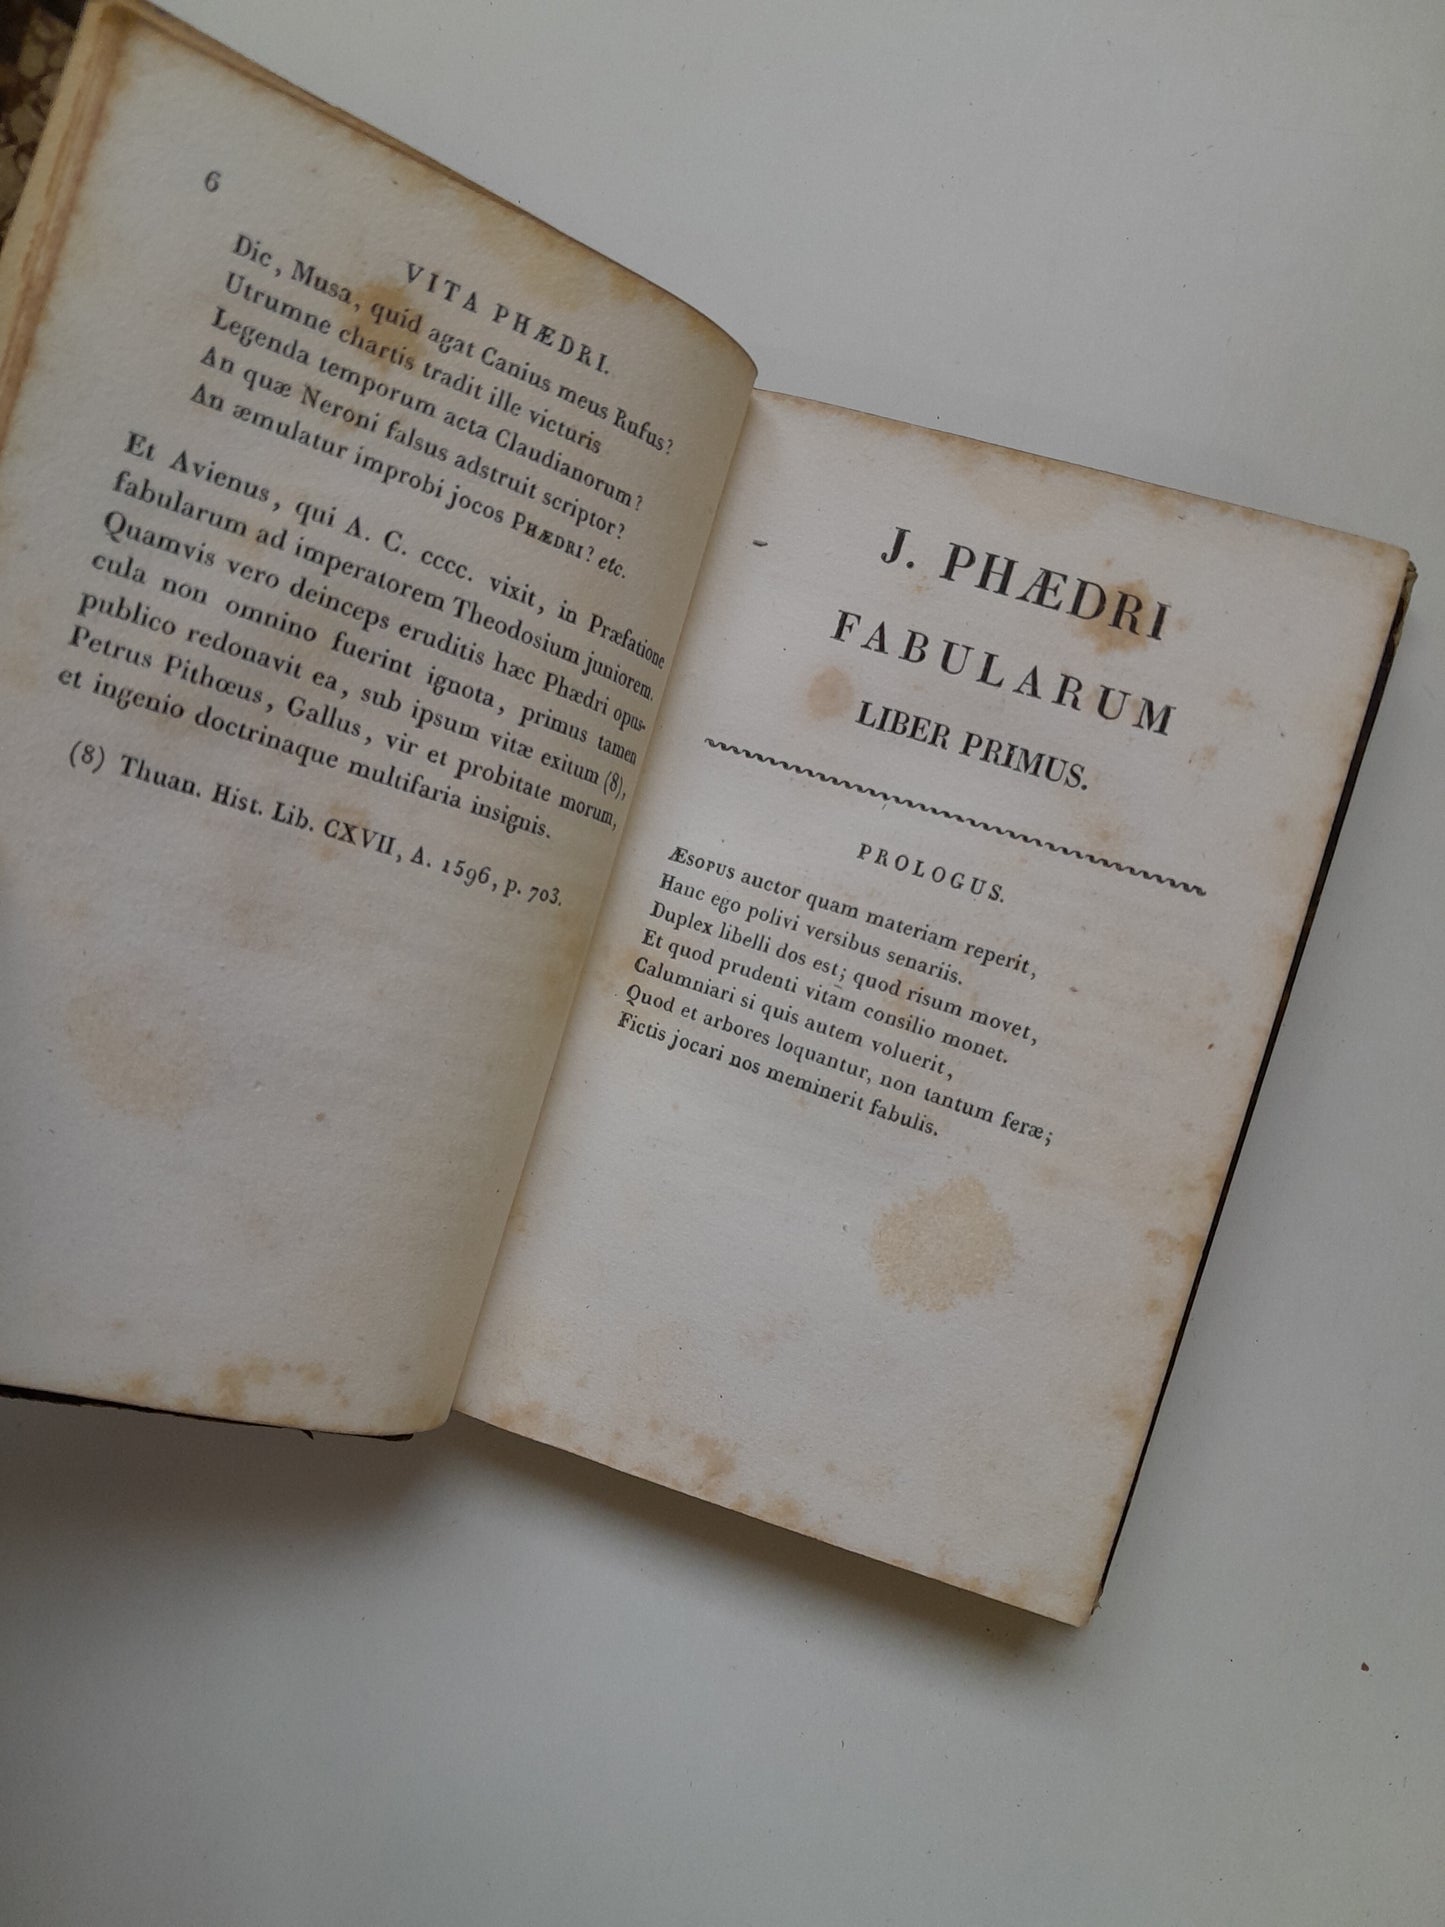 6
VITA PHÆDRI.
Dic, Musa, quid agat Canius meus Rufus?
Utrumne chartis tradit ille victuris
Legenda temporum acta Claudianorum?
An quæ Neroni falsus adstruit scriptor?
An æmulatur improbi jocos PHÆDRI? etc.
Et Avienus, qui A. C. CCCC. vixit, in Præfatione
fabularum ad imperatorem Theodosium juniorem.
Quamvis vero deinceps eruditis hæc Phædri opus-
cula non omnino fuerint ignota, primus tamen
publico redonavit ea, sub ipsum vitæ exitum (8),
Petrus Pithœus, Gallus, vir et probitate morum,
et ingenio doctrinaque multifaria insignis.
(8) Thuan. Hist. Lib. CXVII, A. 1596, p. 703.
J. PHÆDRI
FABULARUM
LIBER PRIMUS.
PROLOGUS.
ÆSOPUS auctor quam materiam reperit,
Hanc ego polivi versibus senariis.
Duplex libelli dos est; quod risum movet,
Et quod prudenti vitam consilio monet.
Calumniari si quis autem voluerit,
Quod et arbores loquantur, non tantum feræ;
Fictis jocari nos meminerit fabulis.